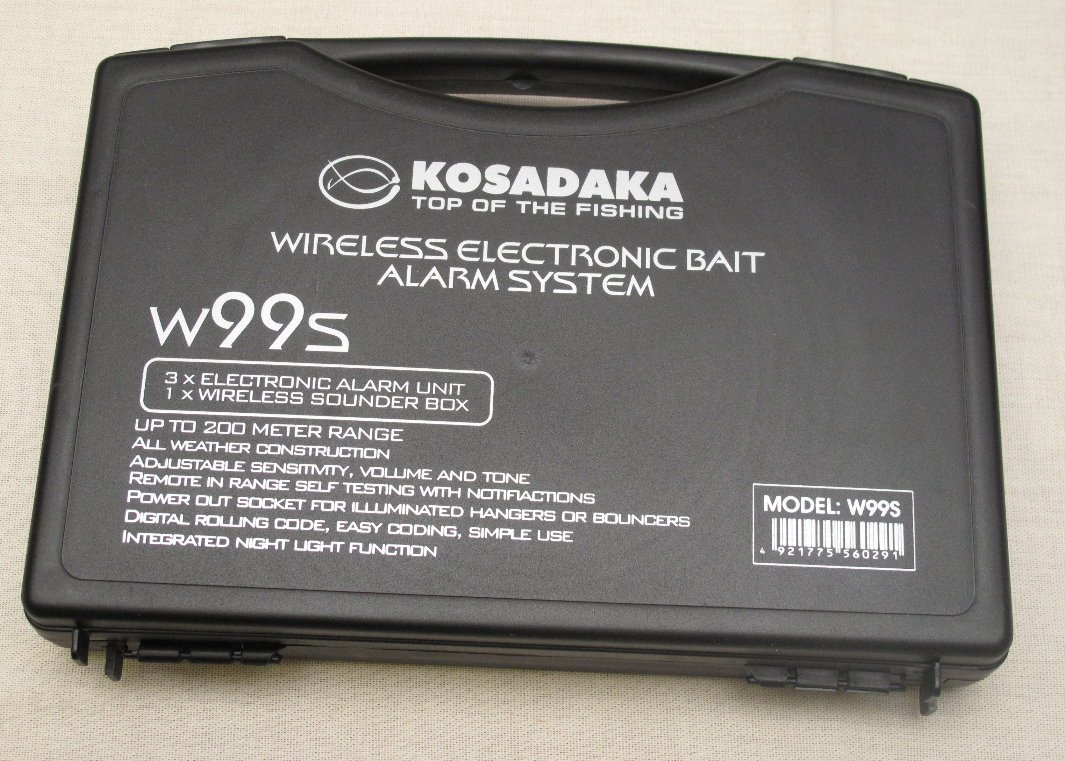 KOSADAKA
TOP OF THE FISHING
WIRELESS ELECTRONIC BAIT
ALARM SYSTEM
W99S
3 X ELECTRONIC ALARM UNIT
1 X WIRELESS SOUNDER BOX
UP TO 200 METER RANGE
ALL WEATHER CONSTRUCTION
ADJUSTABLE SENSITIVTY, VOLUME AND TONE
REMOTE IN RANGE SELF TESTING WITH NOTIFIACTIONS
POWER OUT SOCKET FOR ILLUMINATED HANGERS OR BOUNCERS
DIGITAL ROLLING CODE, EASY CODING, SIMPLE USE
INTEGRATED NIGHT LIGHT FUNCTION
MODEL: W99S
4 921775 560291